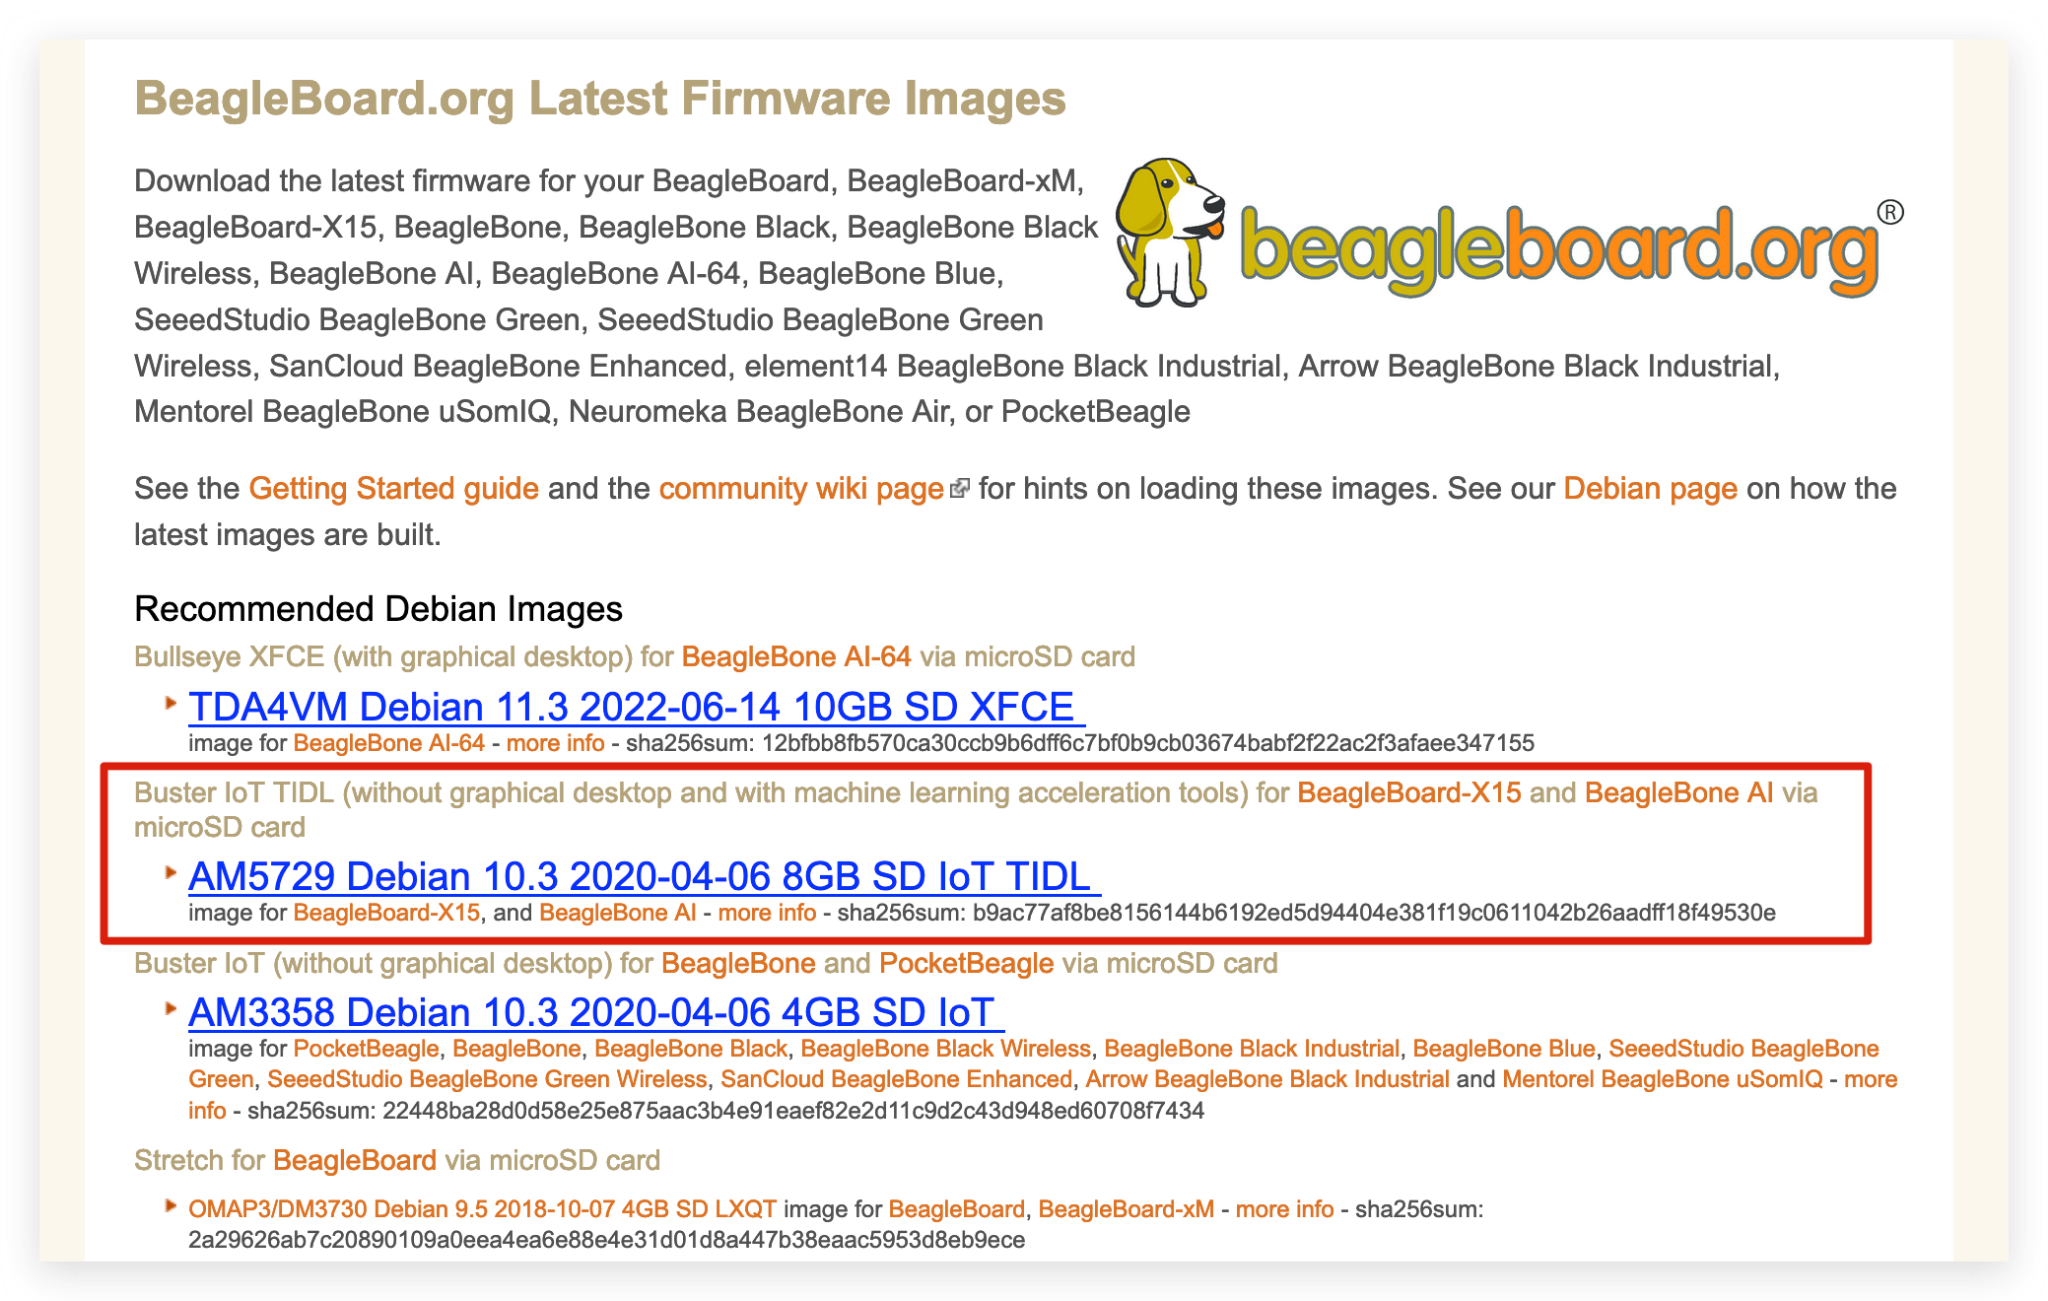 BeagleBoard.org Latest Firmware Images
Download the latest firmware for your BeagleBoard, BeagleBoard-xM,
BeagleBoard-X15, BeagleBone, BeagleBone Black, BeagleBone Black
Wireless, BeagleBone AI, BeagleBone AI-64, BeagleBone Blue,
SeeedStudio BeagleBone Green, SeeedStudio BeagleBone Green
Wireless, SanCloud BeagleBone Enhanced, element14 BeagleBone Black Industrial, Arrow BeagleBone Black Industrial,
Mentorel BeagleBone uSomIQ, Neuromeka BeagleBone Air, or PocketBeagle
beagleboard.org®
See the Getting Started guide and the community wiki page for hints on loading these images. See our Debian page on how the
latest images are built.
Recommended Debian Images
Bullseye XFCE (with graphical desktop) for BeagleBone AI-64 via microSD card
TDA4VM Debian 11.3 2022-06-14 10GB SD XFCE
image for BeagleBone AI-64 - more info - sha256sum: 12bfbb8fb570ca30ccb9b6dff6c7bf0b9cb03674babf2f22ac2f3afaee347155
Buster IoT TIDL (without graphical desktop and with machine learning acceleration tools) for BeagleBoard-X15 and BeagleBone AI via
microSD card
AM5729 Debian 10.3 2020-04-06 8GB SD IoT TIDL
image for BeagleBoard-X15, and BeagleBone AI - more info - sha256sum: b9ac77af8be8156144b6192ed5d94404e381f19c0611042b26aadff18f49530e
Buster IoT (without graphical desktop) for BeagleBone and PocketBeagle via microSD card
AM3358 Debian 10.3 2020-04-06 4GB SD IoT
image for PocketBeagle, BeagleBone, BeagleBone Black, BeagleBone Black Wireless, BeagleBone Black Industrial, BeagleBone Blue, SeeedStudio BeagleBone
Green, SeeedStudio BeagleBone Green Wireless, SanCloud BeagleBone Enhanced, Arrow BeagleBone Black Industrial and Mentorel BeagleBone uSomIQ - more
info - sha256sum: 22448ba28d0d58e25e875aac3b4e91eaef82e2d11c9d2c43d948ed60708f7434
Stretch for BeagleBoard via microSD card
OMAP3/DM3730 Debian 9.5 2018-10-07 4GB SD LXQT image for BeagleBoard, BeagleBoard-xM - more info - sha256sum:
2a29626ab7c20890109a0eea4ea6e88e4e31d01d8a447b38eaac5953d8eb9ece